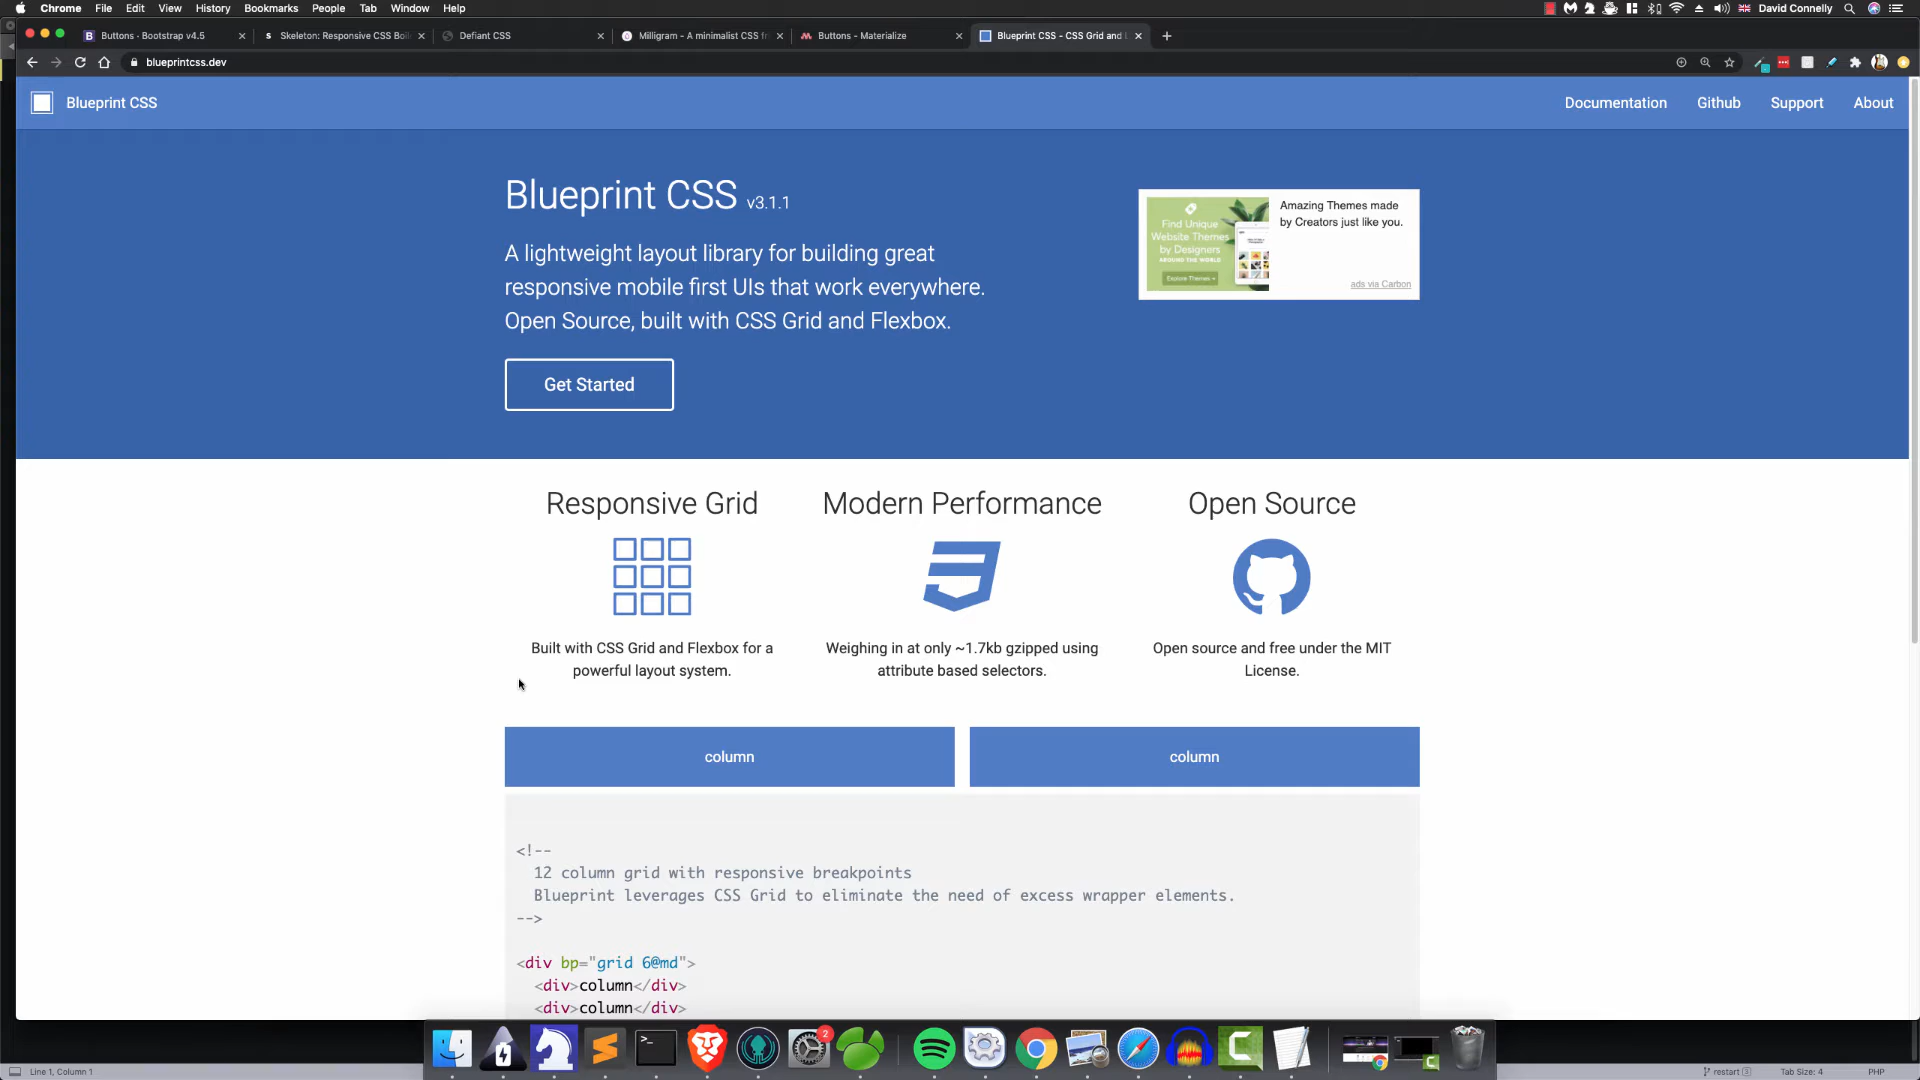 Chrome File Edit View History Bookmarks People Tab Window Help
David Connelly
Buttons · Bootstrap v4.5
Skeleton: Responsive CSS Boil
Defiant CSS
Milligram - A minimalist CSS fr
Buttons - Materialize
Blueprint CSS - CSS Grid and
blueprintcss.dev
Blueprint CSS
Documentation Github Support About
Blueprint CSS v3.1.1
A lightweight layout library for building great
responsive mobile first UIs that work everywhere.
Open Source, built with CSS Grid and Flexbox.
Get Started
Find Unique
Website Themes
by Designers
AROUND THE WORLD
Explore Themes
Amazing Themes made
by Creators just like you.
ads via Carbon
Responsive Grid
Built with CSS Grid and Flexbox for a
powerful layout system.
Modern Performance
Weighing in at only ~1.7kb gzipped using
attribute based selectors.
Open Source
Open source and free under the MIT
License.
column
column
<!--
12 column grid with responsive breakpoints
Blueprint leverages CSS Grid to eliminate the need of excess wrapper elements.
-->
<div bp="grid 6@md">
<div>column</div>
<div>column</div>
2
Line 1, Column 1
restart
Tab Size: 4
PHP